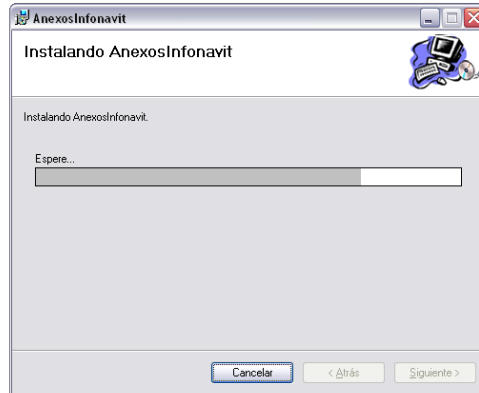 AnexosInfonavit
Instalando AnexosInfonavit
Instalando AnexosInfonavit.
Espere...
Cancelar
< Atrás
Siguiente >